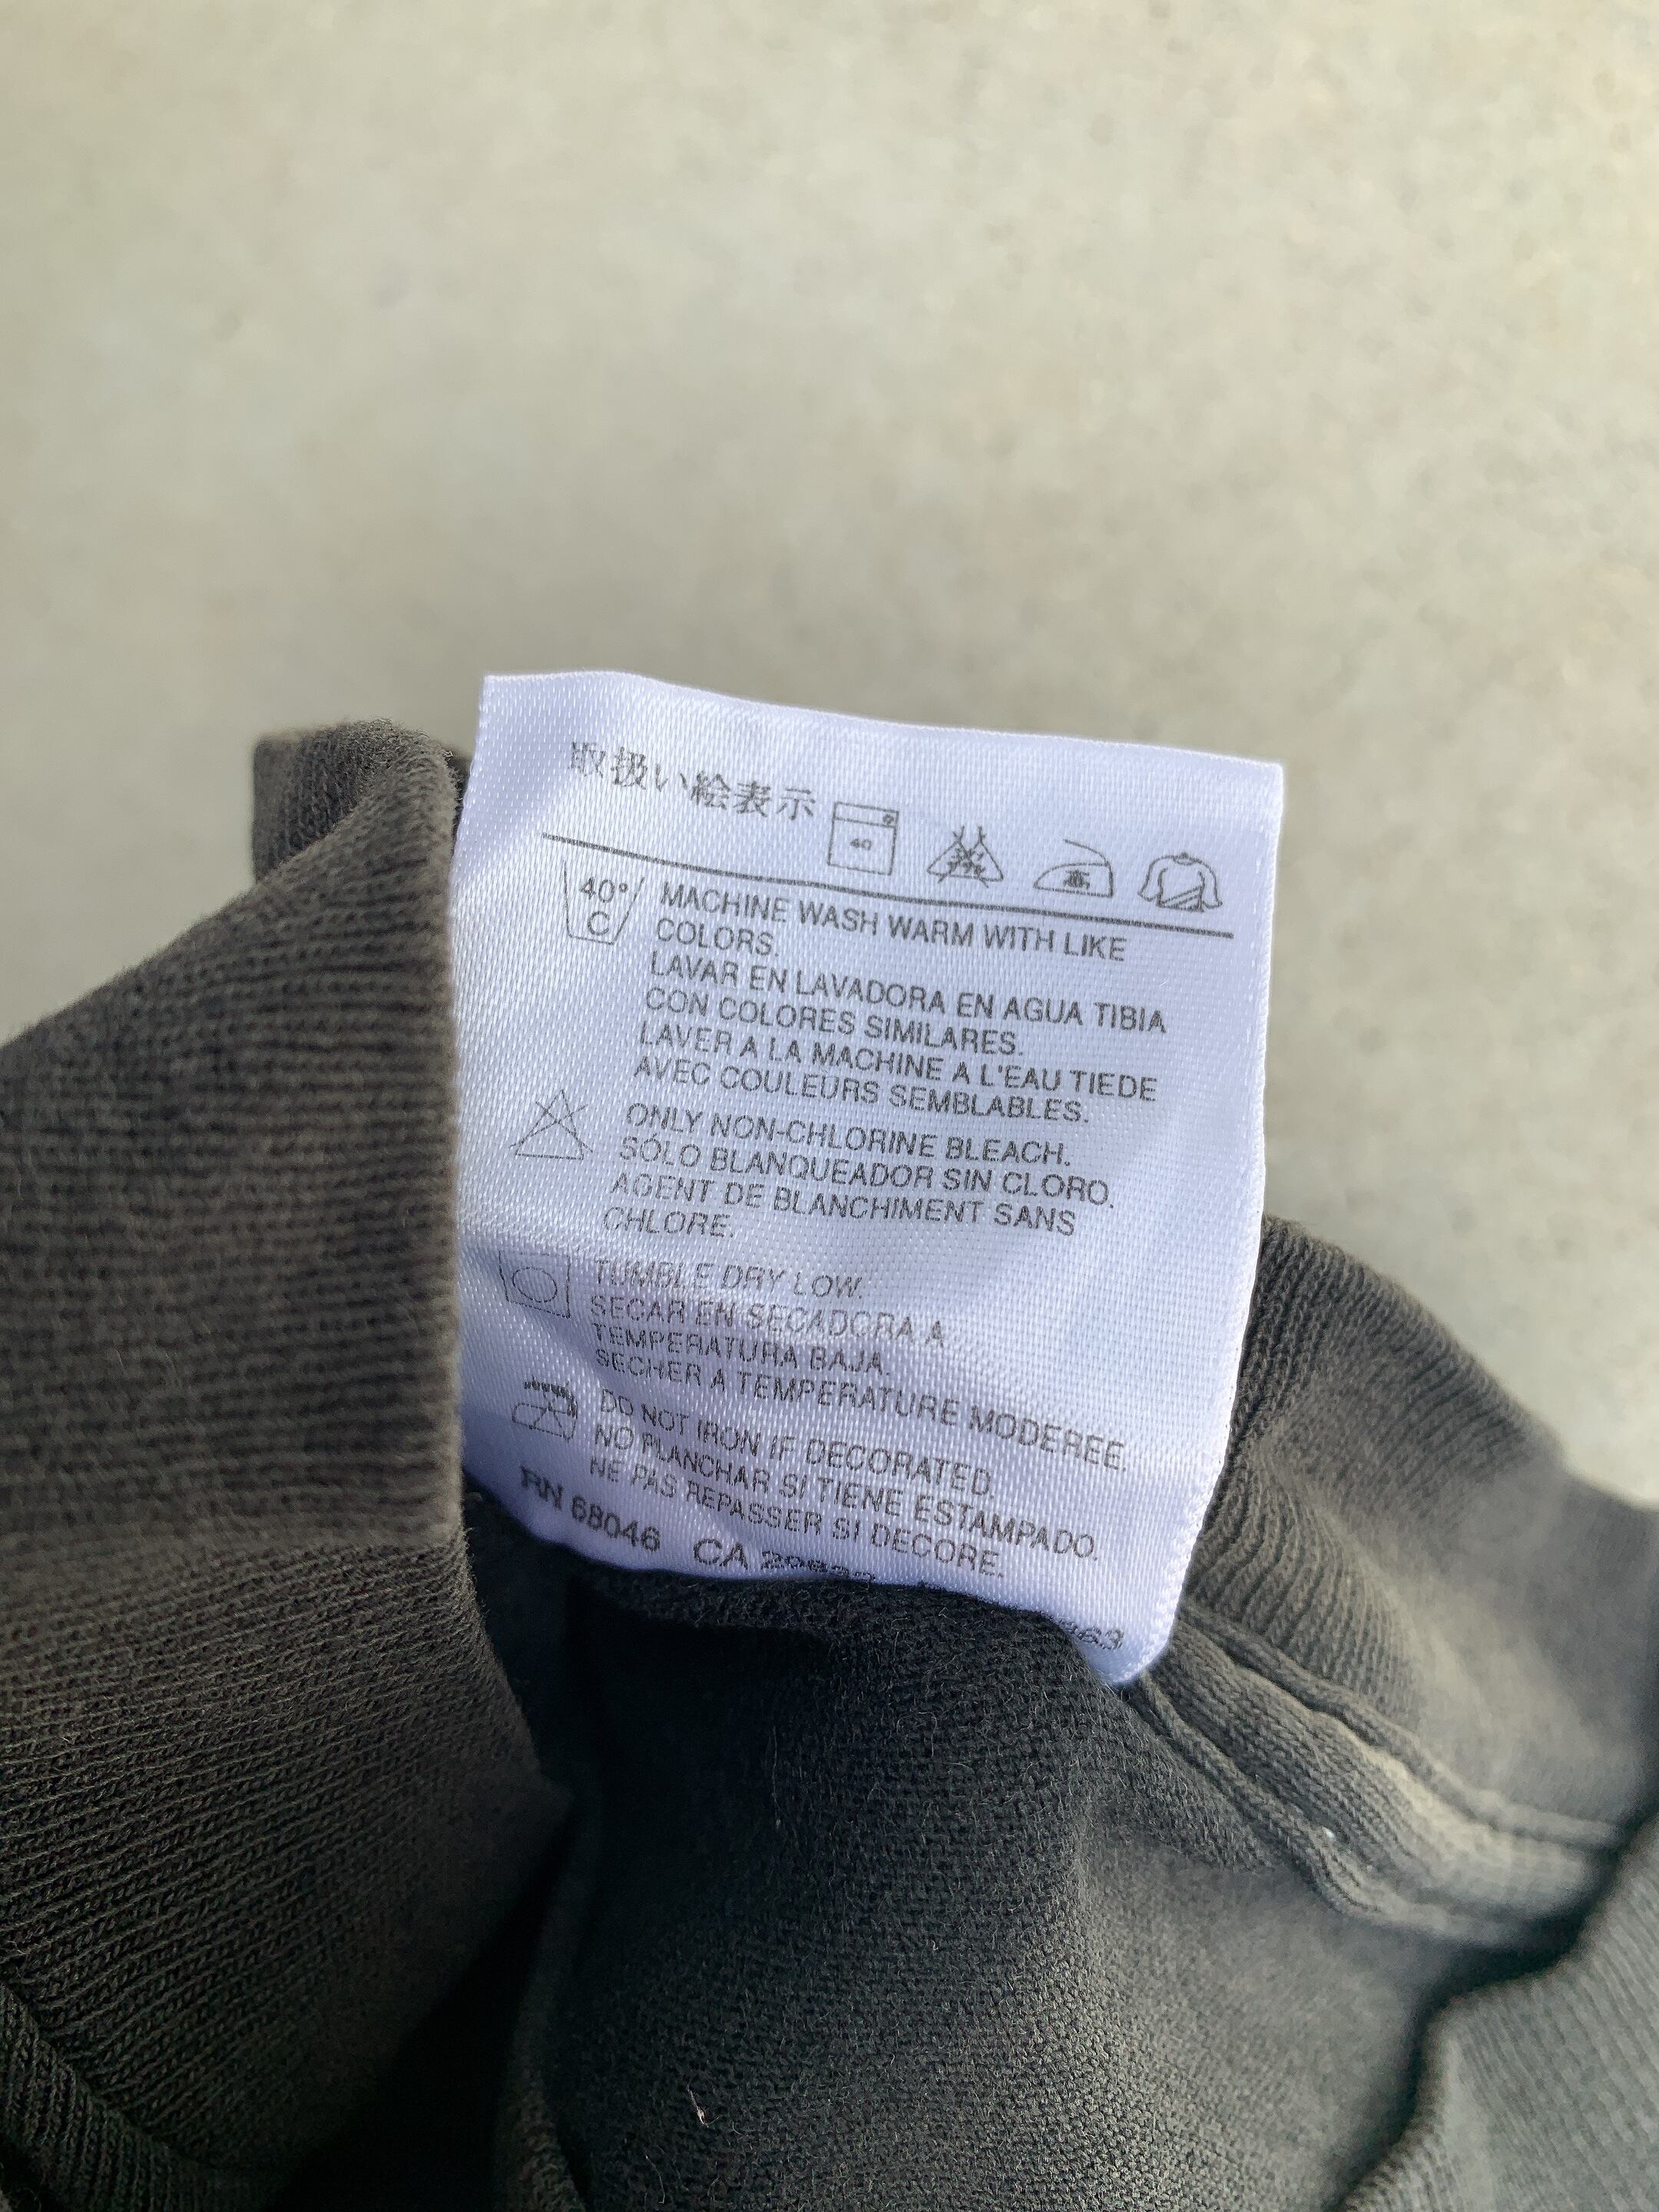 取扱い絵表示
40
中
40°
C
MACHINE WASH WARM WITH LIKE
COLORS.
LAVAR EN LAVADORA EN AGUA TIBIA
CON COLORES SIMILARES.
LAVER A LA MACHINE A L'EAU TIEDE
AVEC COULEURS SEMBLABLES.
ONLY NON-CHLORINE BLEACH.
SÓLO BLANQUEADOR SIN CLORO.
AGENT DE BLANCHIMENT SANS
CHLORE.
TUMBLE DRY LOW.
SECAR EN SECADORA A
TEMPERATURA BAJA.
SECHER A TEMPERATURE MODEREE.
DO NOT IRON IF DECORATED.
NO PLANCHAR SI TIENE ESTAMPADO.
NE PAS REPASSER SI DECORE.
RN 68046 CA